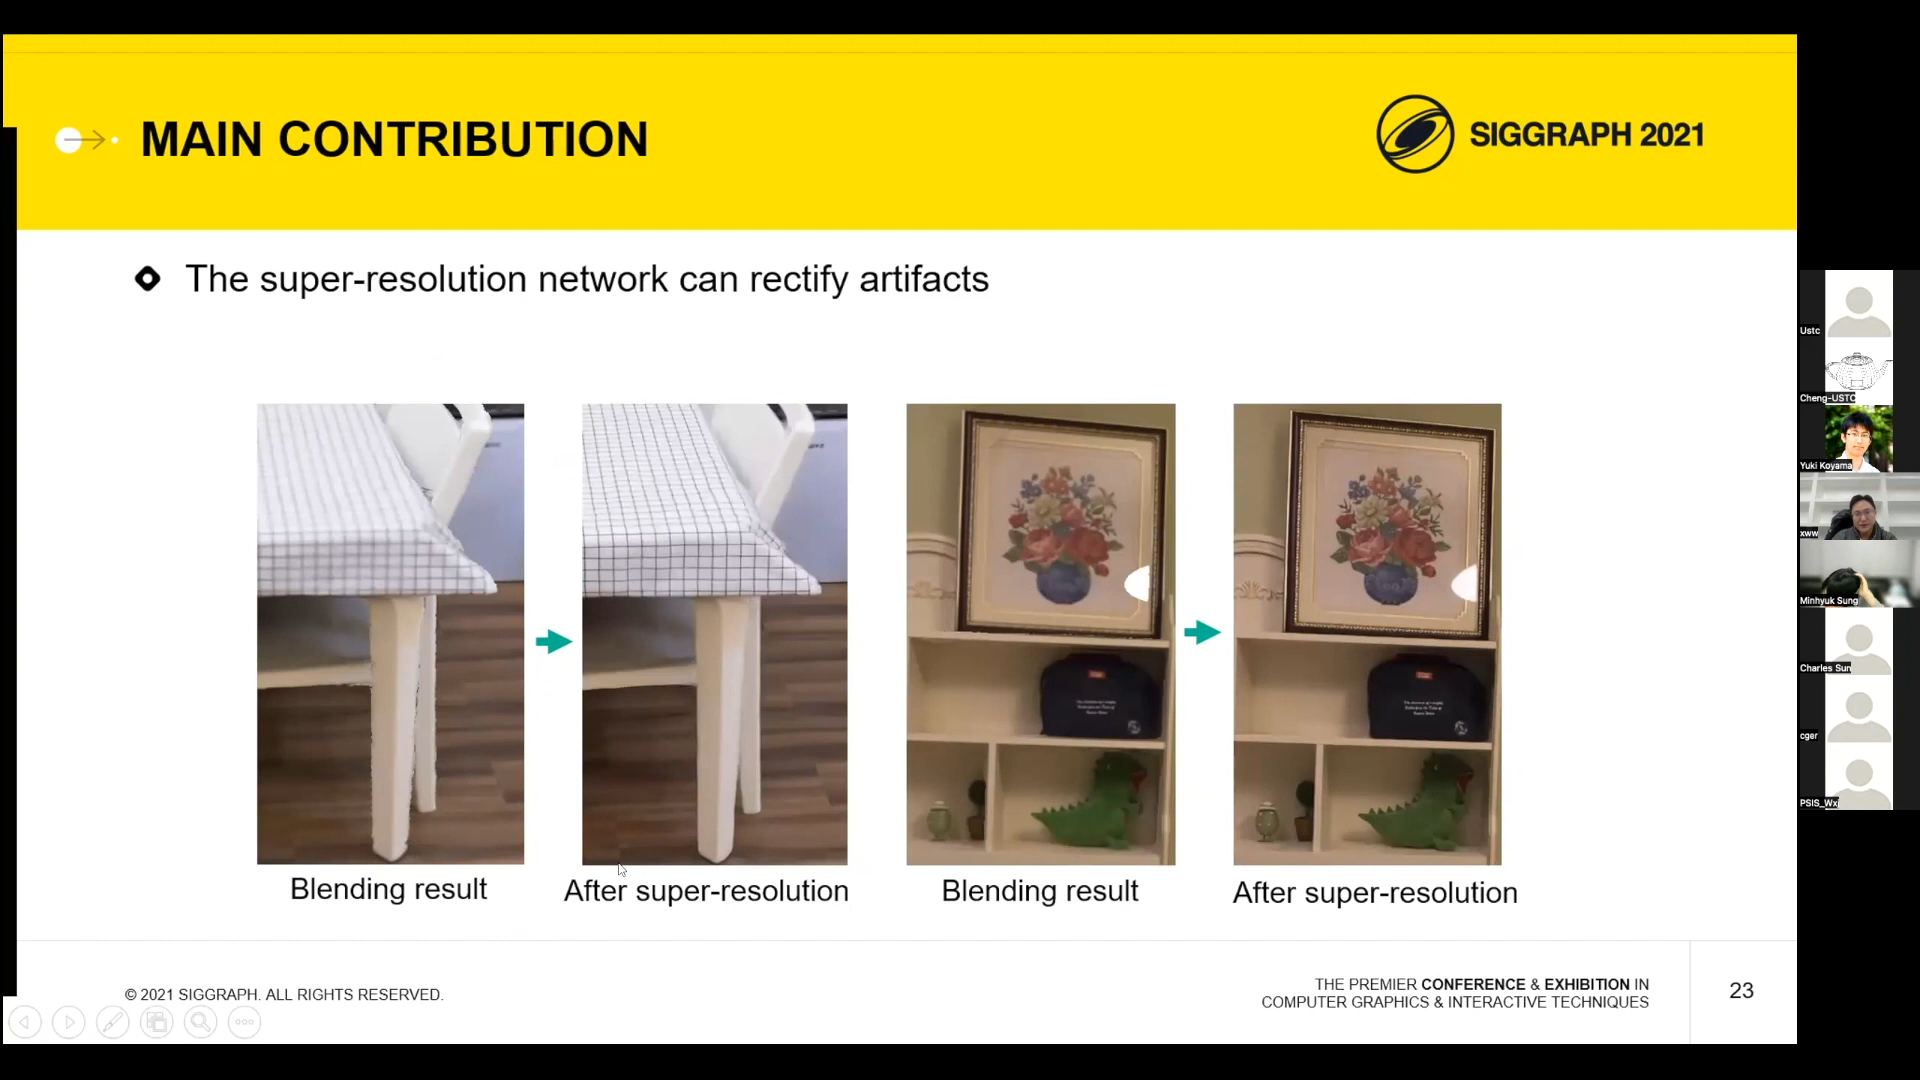 MAIN CONTRIBUTION
SIGGRAPH 2021
The super-resolution network can rectify artifacts
Blending result
After super-resolution
Blending result
After super-resolution
© 2021 SIGGRAPH. ALL RIGHTS RESERVED.
THE PREMIER CONFERENCE & EXHIBITION IN
COMPUTER GRAPHICS & INTERACTIVE TECHNIQUES
23
Ustc
Cheng-USTC
Yuki Koyama
xww
Minhyuk Sung
Charles Sun
cger
PSIS_Wxj